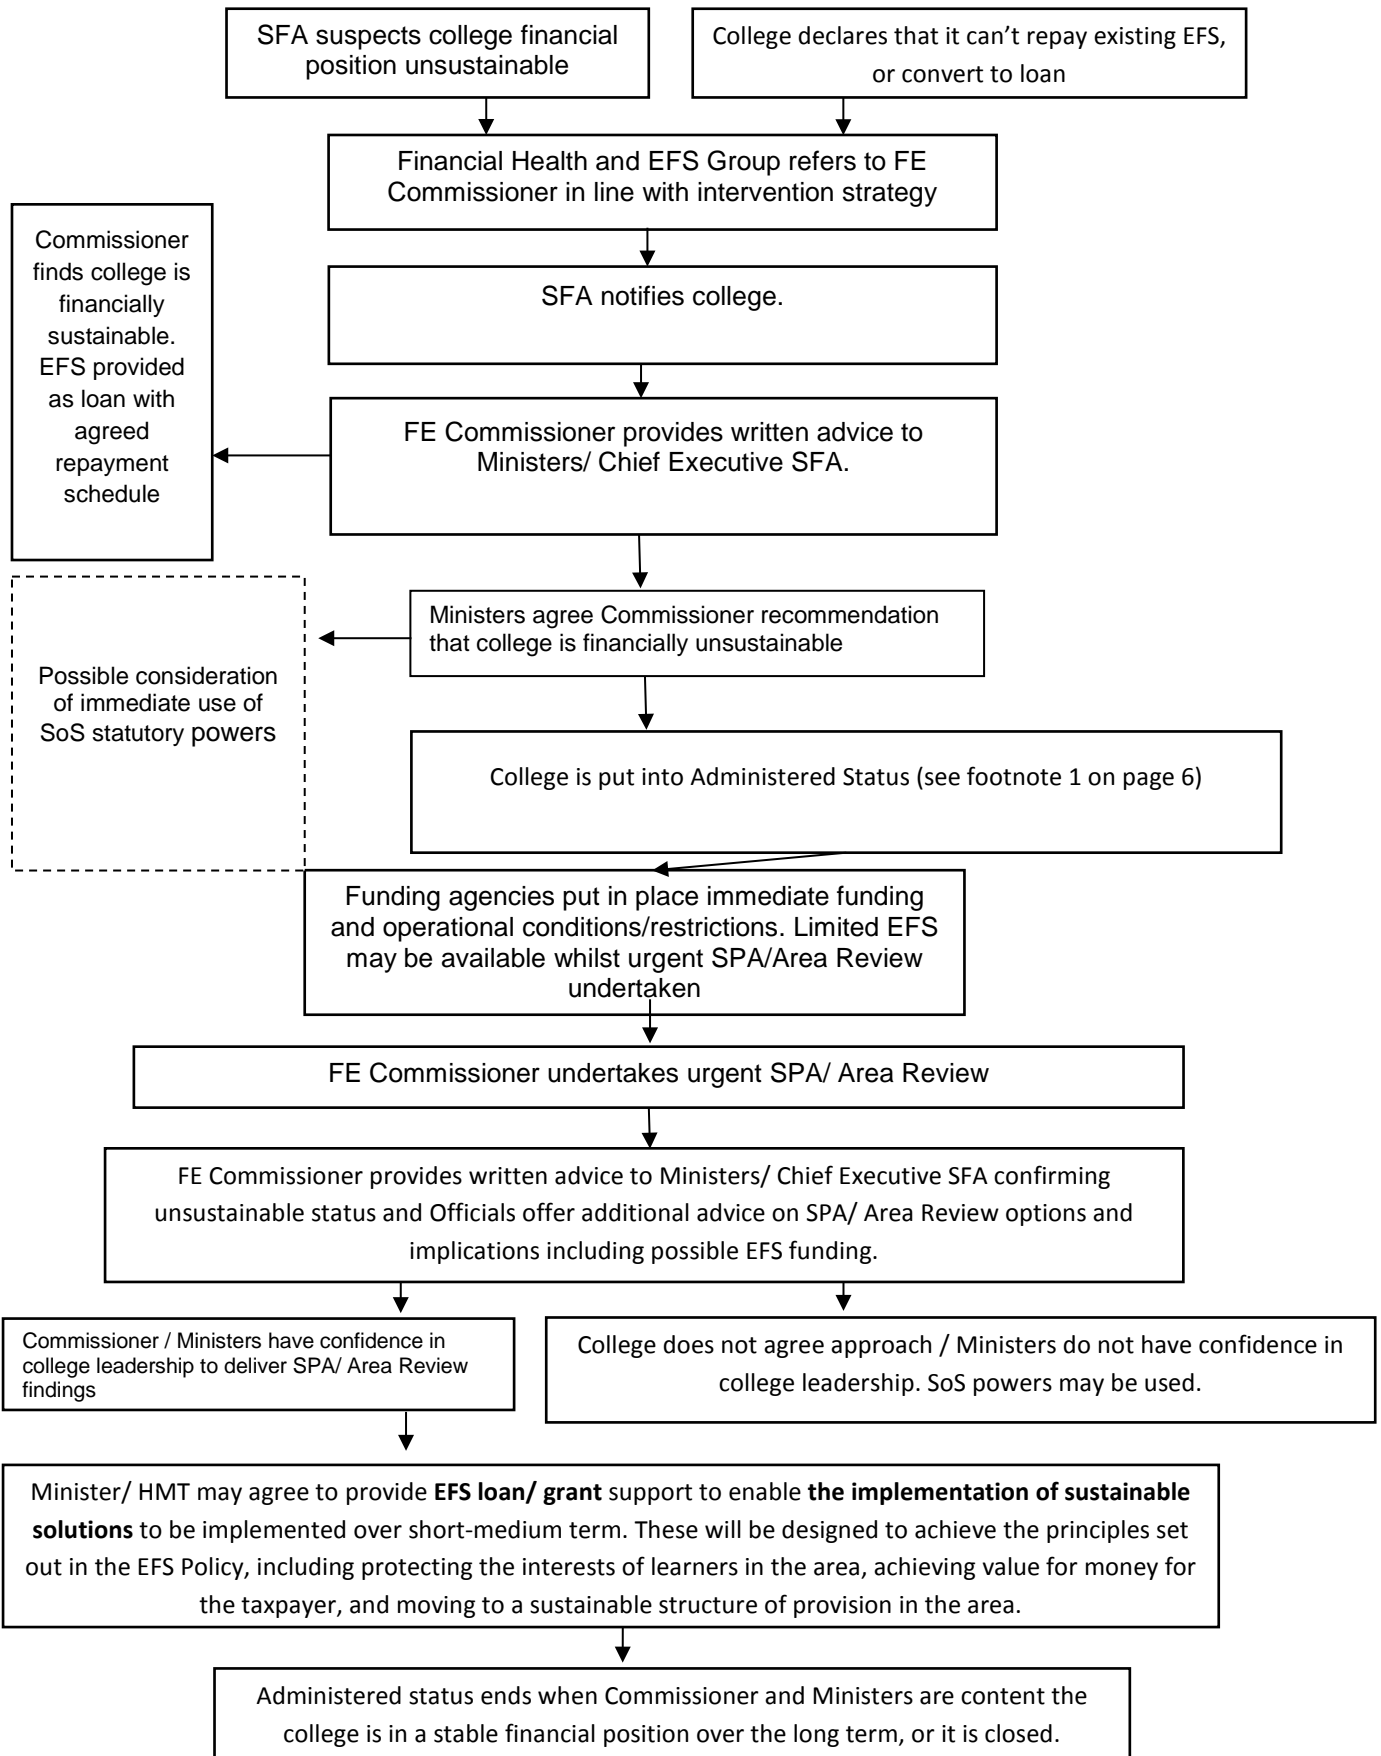 SFA suspects college financial
position unsustainable
College declares that it can’t repay existing EFS,
or convert to loan
Financial Health and EFS Group refers to FE
Commissioner in line with intervention strategy
Commissioner
finds college is
financially
sustainable.
EFS provided
as loan with
agreed
repayment
schedule
SFA notifies college.
FE Commissioner provides written advice to
Ministers/ Chief Executive SFA.
Ministers agree Commissioner recommendation
that college is financially unsustainable
Possible consideration
of immediate use of
SoS statutory powers
College is put into Administered Status (see footnote 1 on page 6)
Funding agencies put in place immediate funding
and operational conditions/restrictions. Limited EFS
may be available whilst urgent SPA/Area Review
undertaken
FE Commissioner undertakes urgent SPA/ Area Review
FE Commissioner provides written advice to Ministers/ Chief Executive SFA confirming
unsustainable status and Officials offer additional advice on SPA/ Area Review options and
implications including possible EFS funding.
Commissioner / Ministers have confidence in
college leadership to deliver SPA/ Area Review
findings
College does not agree approach / Ministers do not have confidence in
college leadership. SoS powers may be used.
Minister/ HMT may agree to provide EFS loan/ grant support to enable the implementation of sustainable
solutions to be implemented over short-medium term. These will be designed to achieve the principles set
out in the EFS Policy, including protecting the interests of learners in the area, achieving value for money for
the taxpayer, and moving to a sustainable structure of provision in the area.
Administered status ends when Commissioner and Ministers are content the
college is in a stable financial position over the long term, or it is closed.